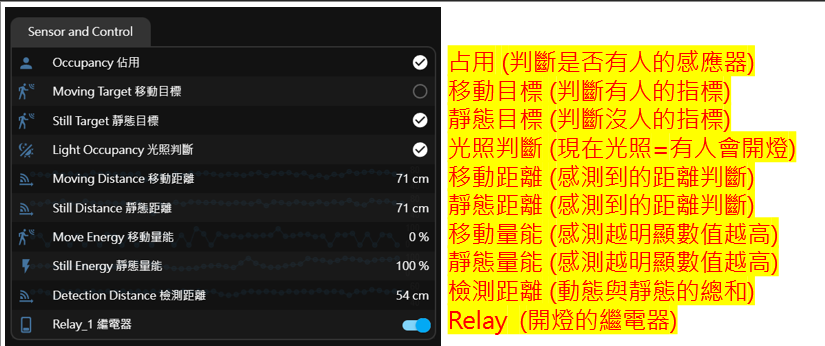 Sensor and Control
Occupancy 佔用
占用 (判斷是否有人的感應器)
Moving Target 移動目標
移動目標 (判斷有人的指標)
Still Target 靜態目標
靜態目標 (判斷沒人的指標)
Light Occupancy 光照判斷
光照判斷 (現在光照=有人會開燈)
Moving Distance 移動距離 71 cm
移動距離 (感測到的距離判斷)
Still Distance 靜態距離 71 cm
靜態距離 (感測到的距離判斷)
Move Energy 移動量能 0 %
移動量能 (感測越明顯數值越高)
Still Energy 靜態量能 100 %
靜態量能 (感測越明顯數值越高)
Detection Distance 檢測距離 54 cm
檢測距離 (動態與靜態的總和)
Relay_1 繼電器
Relay (開燈的繼電器)